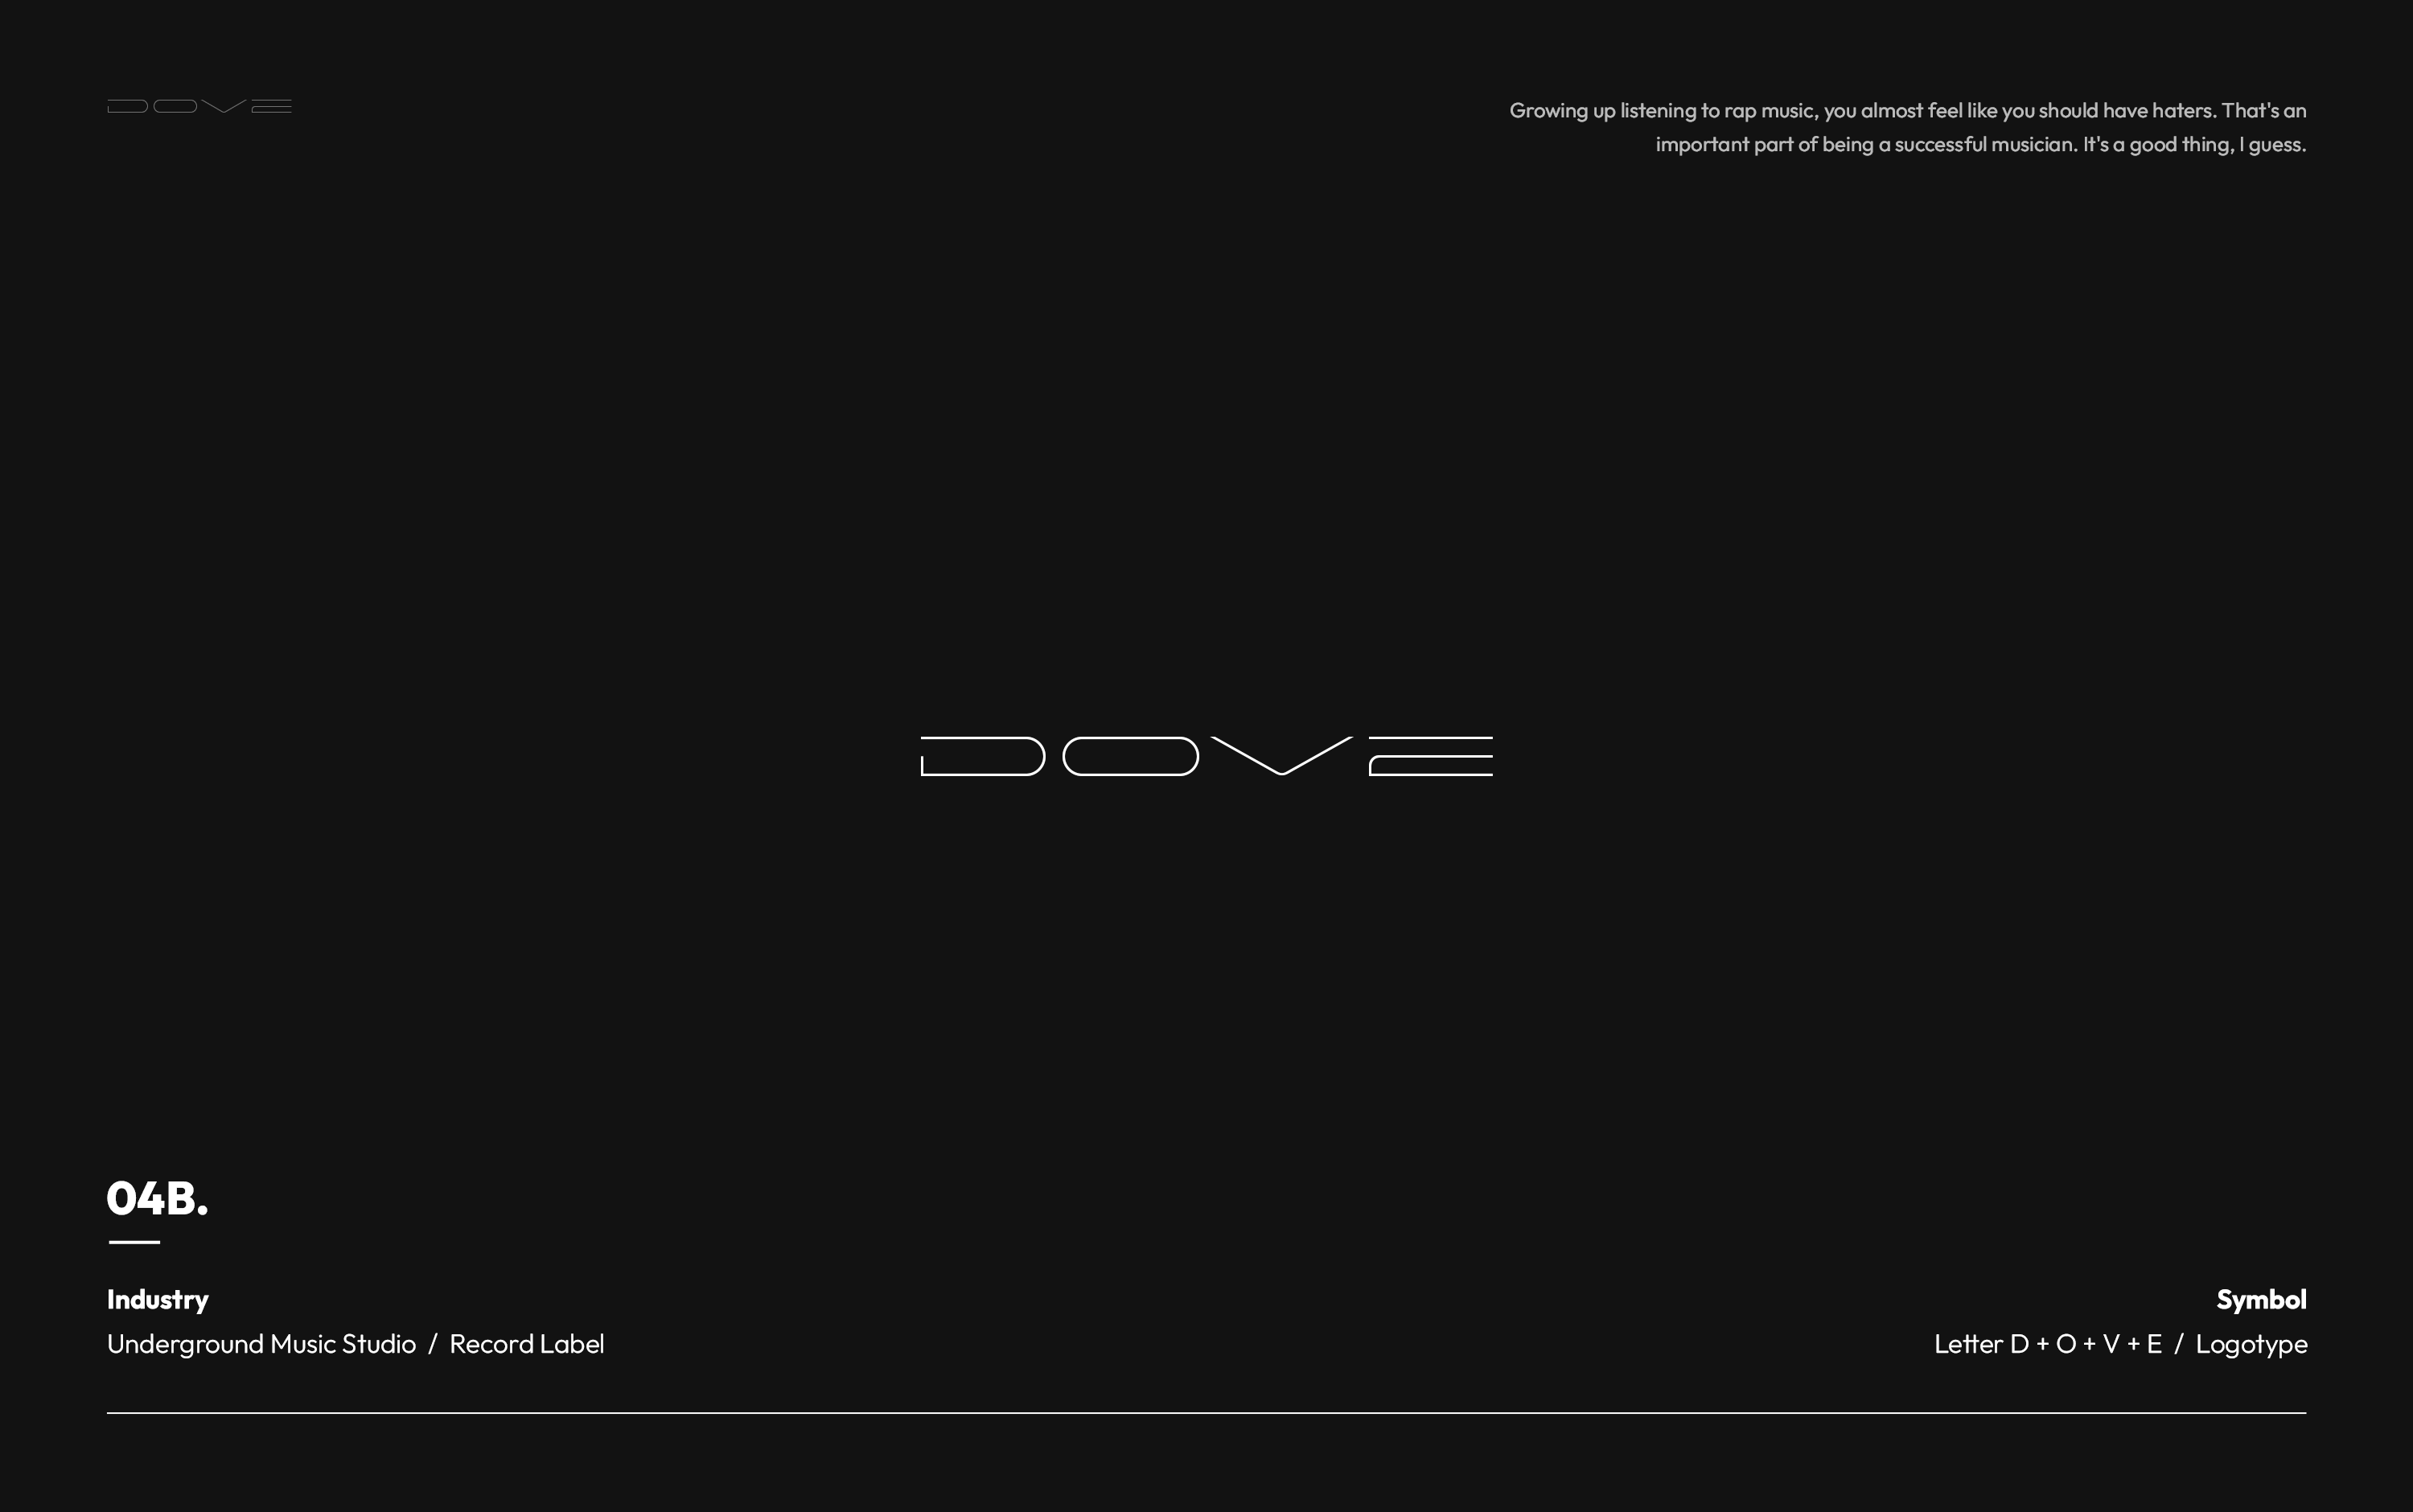 DOVE
Growing up listening to rap music, you almost feel like you should have haters. That's an
important part of being a successful musician. It's a good thing, I guess.
DOVE
04B.
Industry
Underground Music Studio / Record Label
Symbol
Letter D + O + V + E / Logotype